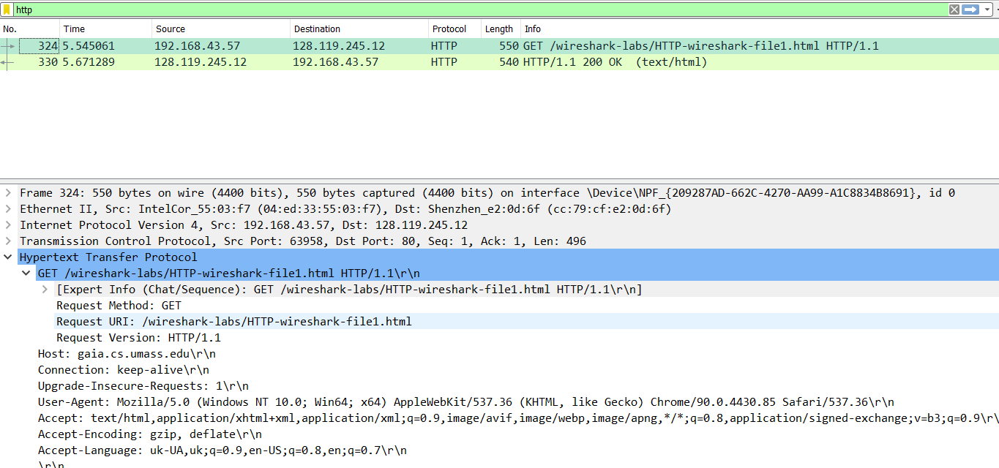 http
No. Time Source Destination Protocol Length Info
324 5.545061 192.168.43.57 128.119.245.12 HTTP 550 GET /wireshark-labs/HTTP-wireshark-file1.html HTTP/1.1
330 5.671289 128.119.245.12 192.168.43.57 HTTP 540 HTTP/1.1 200 OK (text/html)
Frame 324: 550 bytes on wire (4400 bits), 550 bytes captured (4400 bits) on interface \Device\NPF_{209287AD-662C-4270-AA99-A1C8834B8691}, id 0
Ethernet II, Src: IntelCor_55:03:f7 (04:ed:33:55:03:f7), Dst: Shenzhen_e2:0d:6f (cc:79:cf:e2:0d:6f)
Internet Protocol Version 4, Src: 192.168.43.57, Dst: 128.119.245.12
Transmission Control Protocol, Src Port: 63958, Dst Port: 80, Seq: 1, Ack: 1, Len: 496
Hypertext Transfer Protocol
GET /wireshark-labs/HTTP-wireshark-file1.html HTTP/1.1\r\n
[Expert Info (Chat/Sequence): GET /wireshark-labs/HTTP-wireshark-file1.html HTTP/1.1\r\n]
Request Method: GET
Request URI: /wireshark-labs/HTTP-wireshark-file1.html
Request Version: HTTP/1.1
Host: gaia.cs.umass.edu\r\n
Connection: keep-alive\r\n
Upgrade-Insecure-Requests: 1\r\n
User-Agent: Mozilla/5.0 (Windows NT 10.0; Win64; x64) AppleWebKit/537.36 (KHTML, like Gecko) Chrome/90.0.4430.85 Safari/537.36\r\n
Accept: text/html,application/xhtml+xml,application/xml;q=0.9,image/avif,image/webp,image/apng,*/*;q=0.8,application/signed-exchange;v=b3;q=0.9\r\
Accept-Encoding: gzip, deflate\r\n
Accept-Language: uk-UA,uk;q=0.9,en-US;q=0.8,en;q=0.7\r\n
\r\n